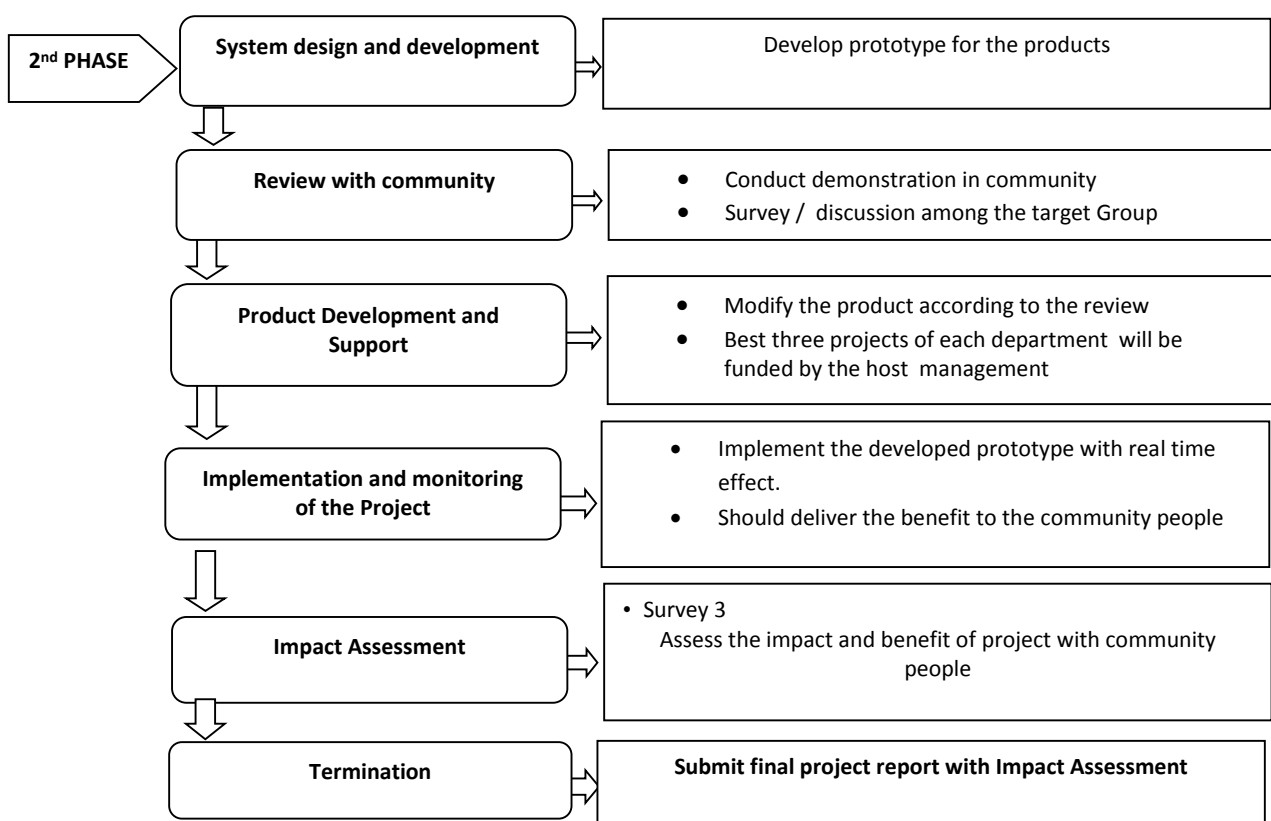 2nd PHASE
System design and development
Develop prototype for the products
Review with community
• Conduct demonstration in community
• Survey / discussion among the target Group
Product Development and
Support
• Modify the product according to the review
• Best three projects of each department will be
funded by the host management
Implementation and monitoring
of the Project
• Implement the developed prototype with real time
effect.
• Should deliver the benefit to the community people
Impact Assessment
• Survey 3
Assess the impact and benefit of project with community
people
Termination
Submit final project report with Impact Assessment